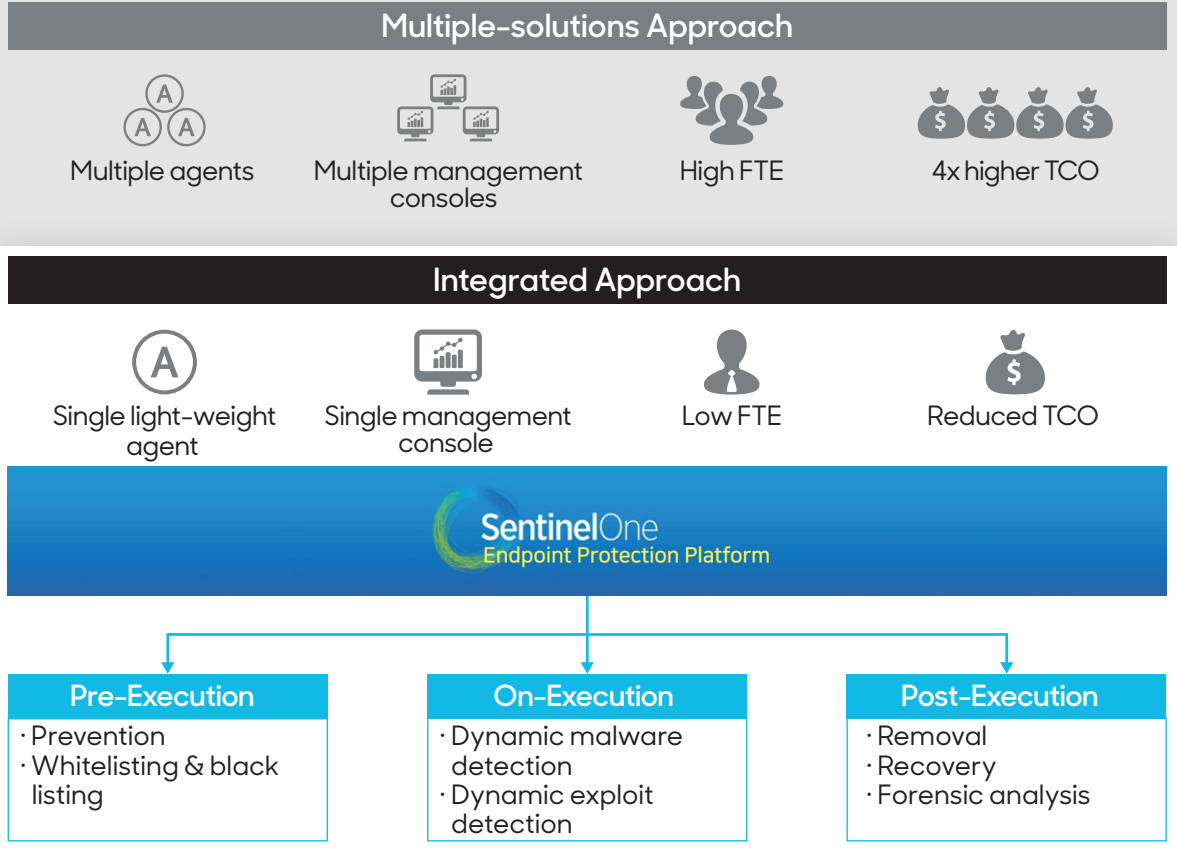 Multiple-solutions Approach
A
A A
$ $ $ $
Multiple agents
Multiple management
consoles
High FTE
4x higher TCO
Integrated Approach
A
$
Single light-weight
agent
Single management
console
Low FTE
Reduced TCO
SentinelOne
Endpoint Protection Platform
Pre-Execution
· Prevention
· Whitelisting & black
listing
On-Execution
· Dynamic malware
detection
· Dynamic exploit
detection
Post-Execution
· Removal
· Recovery
· Forensic analysis